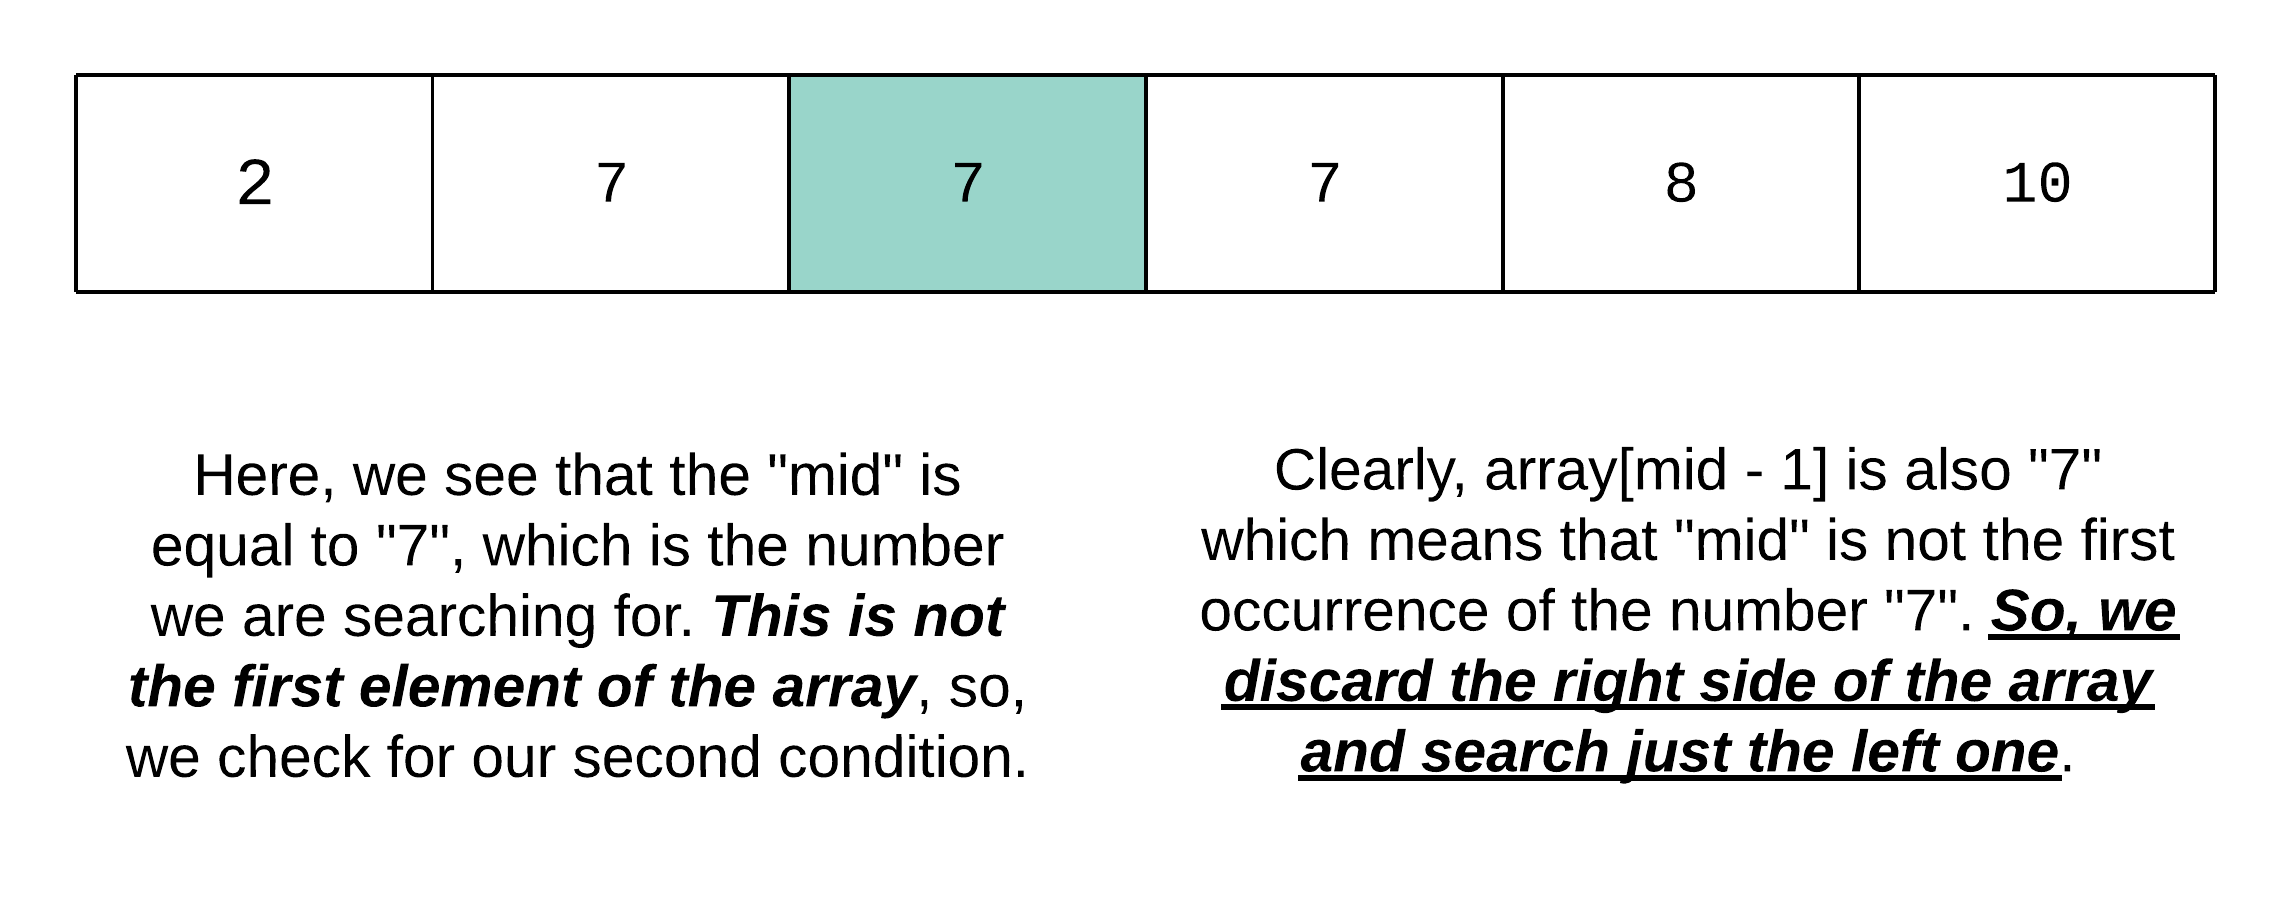 2 7 7 7 8 10
Here, we see that the "mid" is
equal to "7", which is the number
we are searching for. This is not
the first element of the array, so,
we check for our second condition.
Clearly, array[mid - 1] is also "7"
which means that "mid" is not the first
occurrence of the number "7". So, we
discard the right side of the array
and search just the left one.